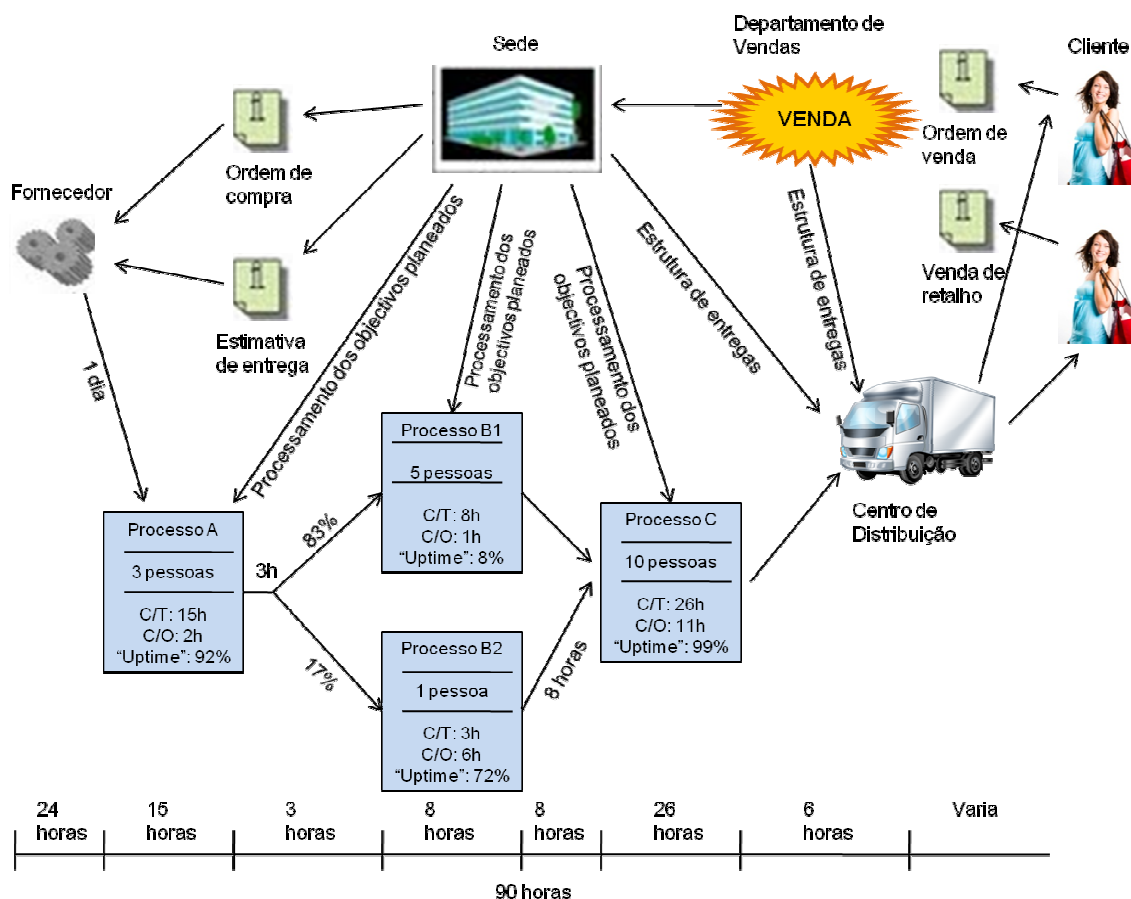 Sede
Departamento de
Vendas
Cliente
VENDA
Ordem de
venda
Ordem de
compra
Fornecedor
Venda de
retalho
Estimativa
de entrega
1 dia
Processamento dos objectivos planeados
Processamento dos
objectivos planeados
Processamento dos
objectivos planeados
Estrutura de entregas
Estrutura de entregas
Centro de
Distribuição
Processo A
3 pessoas
C/T: 15h
C/O: 2h
“Uptime”: 92%
3h
83%
17%
Processo B1
5 pessoas
C/T: 8h
C/O: 1h
“Uptime”: 8%
Processo B2
1 pessoa
C/T: 3h
C/O: 6h
“Uptime”: 72%
8 horas
Processo C
10 pessoas
C/T: 26h
C/O: 11h
“Uptime”: 99%
24
horas
15
horas
3
horas
8
horas
8
horas
26
horas
6
horas
Varia
90 horas